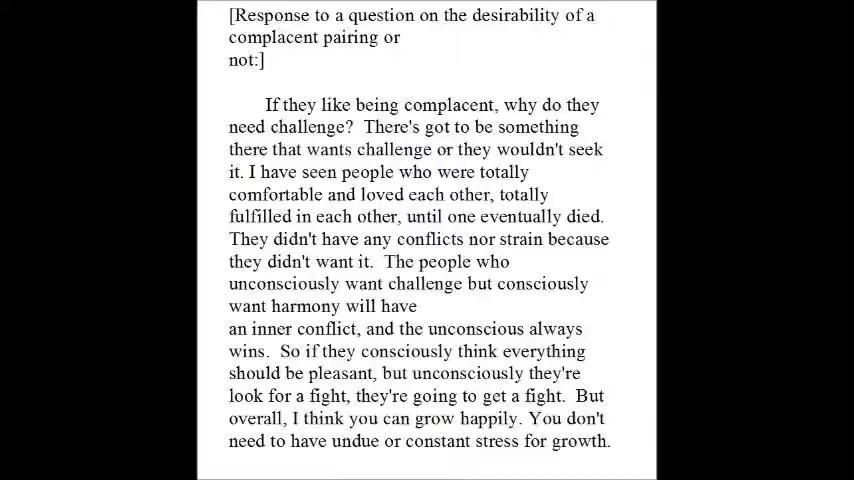 [Response to a question on the desirability of a
complacent pairing or
not:]
If they like being complacent, why do they
need challenge?  There's got to be something
there that wants challenge or they wouldn't seek
it. I have seen people who were totally
comfortable and loved each other, totally
fulfilled in each other, until one eventually died.
They didn't have any conflicts nor strain because
they didn't want it.  The people who
unconsciously want challenge but consciously
want harmony will have
an inner conflict, and the unconscious always
wins.  So if they consciously think everything
should be pleasant, but unconsciously they're
look for a fight, they're going to get a fight.  But
overall, I think you can grow happily. You don't
need to have undue or constant stress for growth.